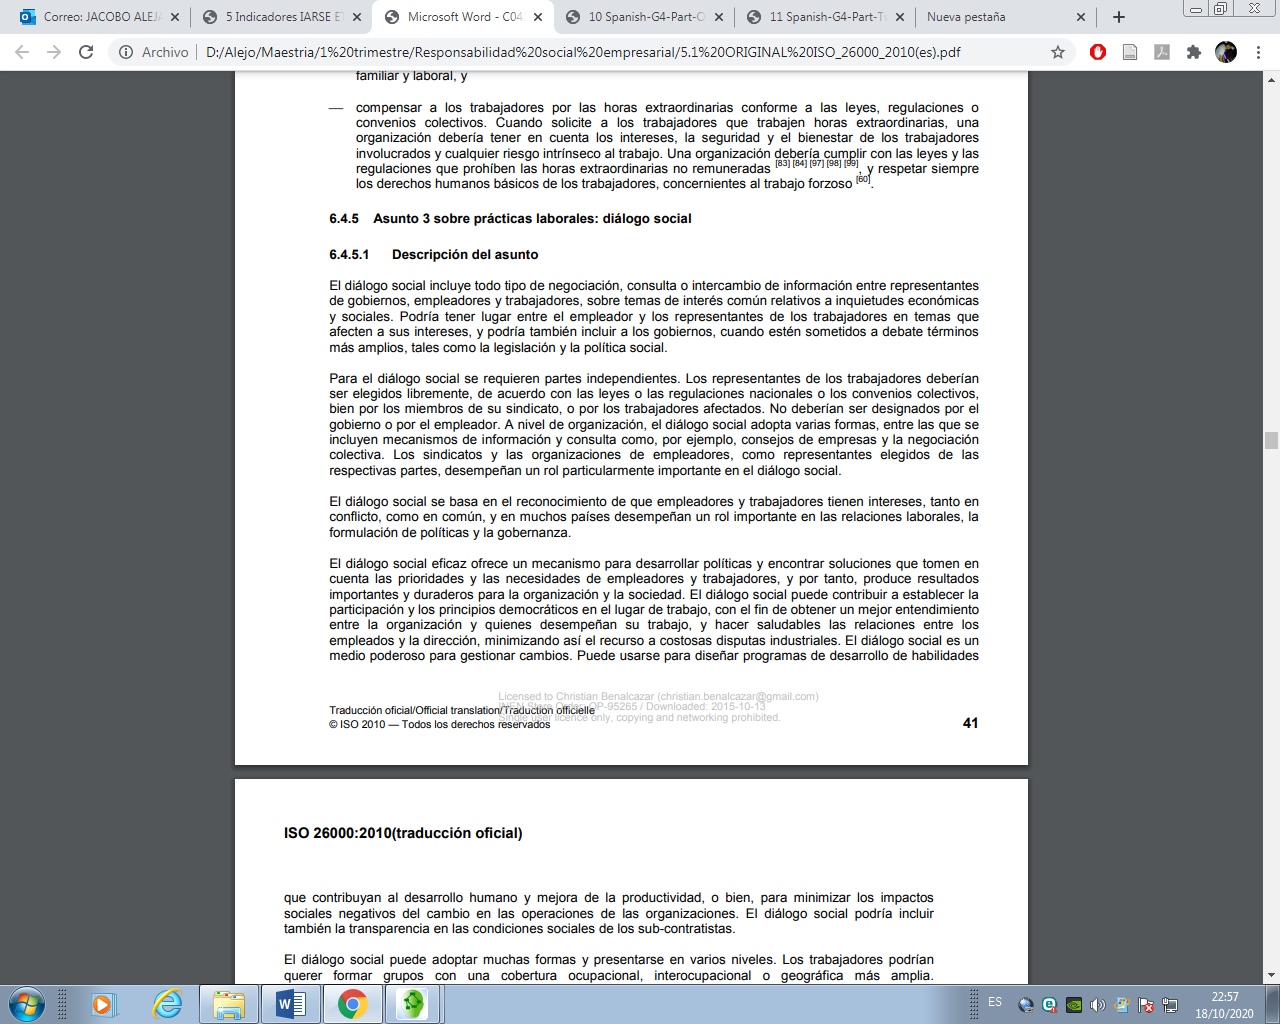 Correo: JACOBO ALEJA
5 Indicadores IARSE ET
Microsoft Word - C04
10 Spanish-G4-Part-O
11 Spanish-G4-Part-Tw
Nueva pestaña
Archivo
D:/Alejo/Maestria/1%20trimestre/Responsabilidad%20social%20empresarial/5.1%20ORIGINAL%20ISO_26000_2010(es).pdf
familiar y laboral, y
— compensar a los trabajadores por las horas extraordinarias conforme a las leyes, regulaciones o
convenios colectivos. Cuando solicite a los trabajadores que trabajen horas extraordinarias, una
organización debería tener en cuenta los intereses, la seguridad y el bienestar de los trabajadores
involucrados y cualquier riesgo intrínseco al trabajo. Una organización debería cumplir con las leyes y las
regulaciones que prohíben las horas extraordinarias no remuneradas [83] [84] [97] [98] [99], y respetar siempre
los derechos humanos básicos de los trabajadores, concernientes al trabajo forzoso [60].
6.4.5 Asunto 3 sobre prácticas laborales: diálogo social
6.4.5.1 Descripción del asunto
El diálogo social incluye todo tipo de negociación, consulta o intercambio de información entre representantes
de gobiernos, empleadores y trabajadores, sobre temas de interés común relativos a inquietudes económicas
y sociales. Podría tener lugar entre el empleador y los representantes de los trabajadores en temas que
afecten a sus intereses, y podría también incluir a los gobiernos, cuando estén sometidos a debate términos
más amplios, tales como la legislación y la política social.
Para el diálogo social se requieren partes independientes. Los representantes de los trabajadores deberían
ser elegidos libremente, de acuerdo con las leyes o las regulaciones nacionales o los convenios colectivos,
bien por los miembros de su sindicato, o por los trabajadores afectados. No deberían ser designados por el
gobierno o por el empleador. A nivel de organización, el diálogo social adopta varias formas, entre las que se
incluyen mecanismos de información y consulta como, por ejemplo, consejos de empresas y la negociación
colectiva. Los sindicatos y las organizaciones de empleadores, como representantes elegidos de las
respectivas partes, desempeñan un rol particularmente importante en el diálogo social.
El diálogo social se basa en el reconocimiento de que empleadores y trabajadores tienen intereses, tanto en
conflicto, como en común, y en muchos países desempeñan un rol importante en las relaciones laborales, la
formulación de políticas y la gobernanza.
El diálogo social eficaz ofrece un mecanismo para desarrollar políticas y encontrar soluciones que tomen en
cuenta las prioridades y las necesidades de empleadores y trabajadores, y por tanto, produce resultados
importantes y duraderos para la organización y la sociedad. El diálogo social puede contribuir a establecer la
participación y los principios democráticos en el lugar de trabajo, con el fin de obtener un mejor entendimiento
entre la organización y quienes desempeñan su trabajo, y hacer saludables las relaciones entre los
empleados y la dirección, minimizando así el recurso a costosas disputas industriales. El diálogo social es un
medio poderoso para gestionar cambios. Puede usarse para diseñar programas de desarrollo de habilidades
Licensed to Christian Benalcazar (christian.benalcazar@gmail.com)
INEN Store Order: OP-95265 / Downloaded: 2015-10-13
Single user licence only, copying and networking prohibited.
Traducción oficial/Official translation/Traduction officielle
© ISO 2010 — Todos los derechos reservados
41
ISO 26000:2010(traducción oficial)
que contribuyan al desarrollo humano y mejora de la productividad, o bien, para minimizar los impactos
sociales negativos del cambio en las operaciones de las organizaciones. El diálogo social podría incluir
también la transparencia en las condiciones sociales de los sub-contratistas.
El diálogo social puede adoptar muchas formas y presentarse en varios niveles. Los trabajadores podrían
querer formar grupos con una cobertura ocupacional, interocupacional o geográfica más amplia.
ES
22:57
18/10/2020